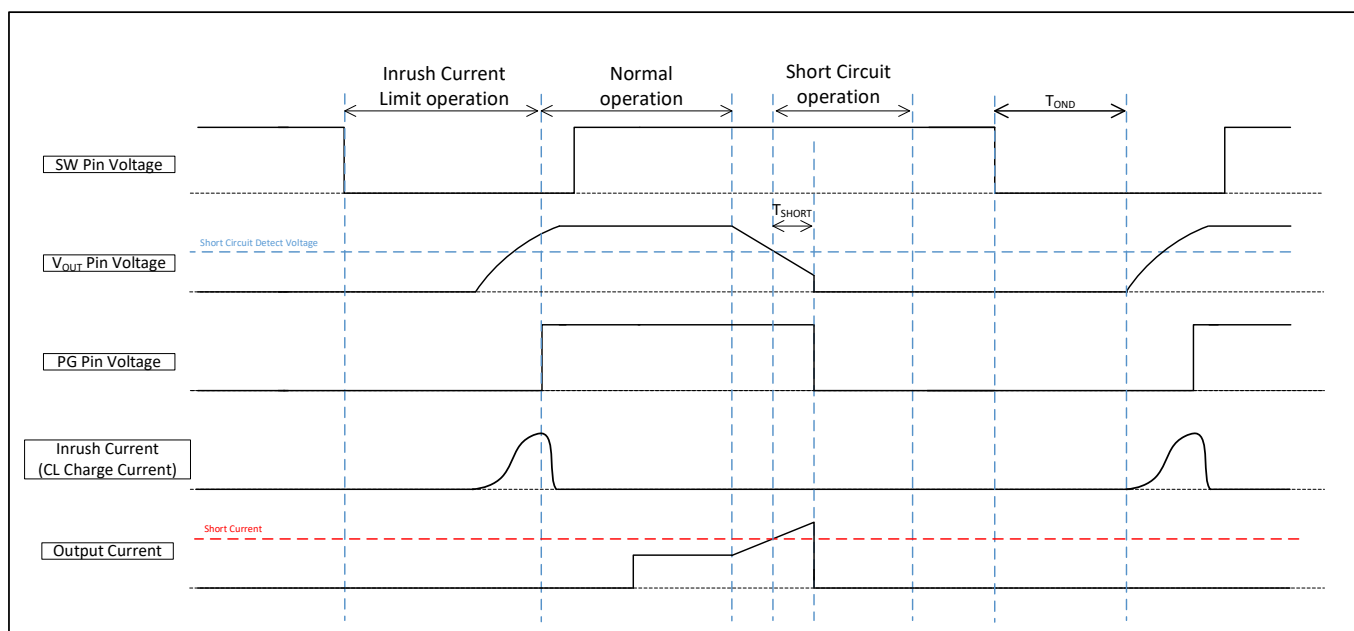 Inrush Current
Limit operation
Normal
operation
Short Circuit
operation
TOND
SW Pin Voltage
TSHORT
Short Circuit Detect Voltage
VOUT Pin Voltage
PG Pin Voltage
Inrush Current
(CL Charge Current)
Short Current
Output Current